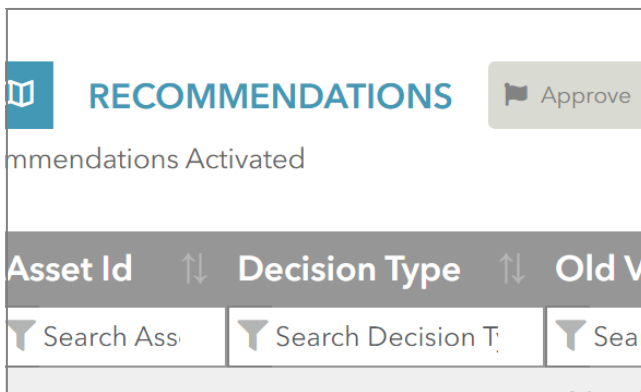 RECOMMENDATIONS Approve
mmendations Activated
Asset Id Decision Type Old V
Search Ass Search Decision T Sea